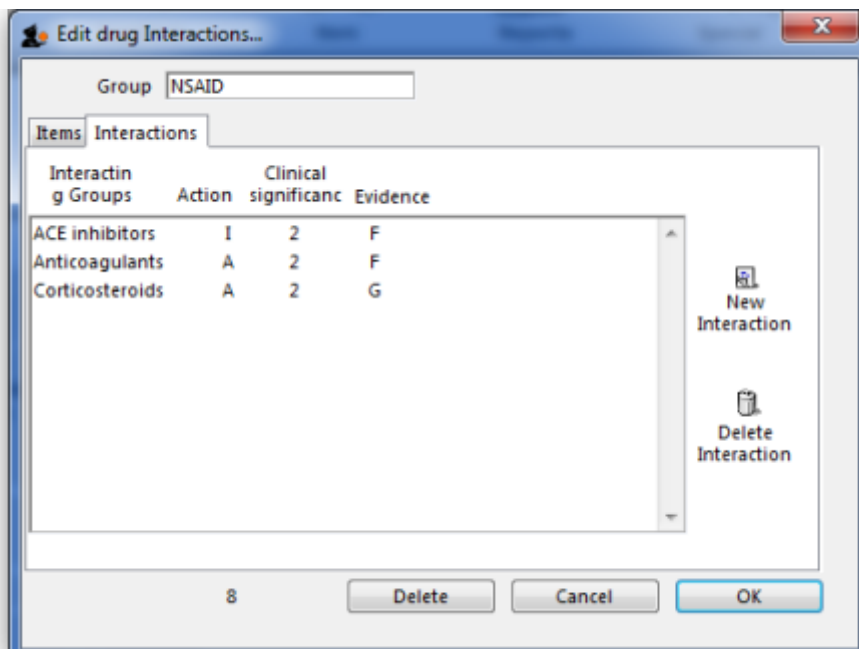 Edit drug Interactions...
Group NSAID
Items Interactions
Interactin Clinical
g Groups Action significanc Evidence
ACE inhibitors I 2 F
Anticoagulants A 2 F
Corticosteroids A 2 G
New
Interaction
Delete
Interaction
8 Delete Cancel OK